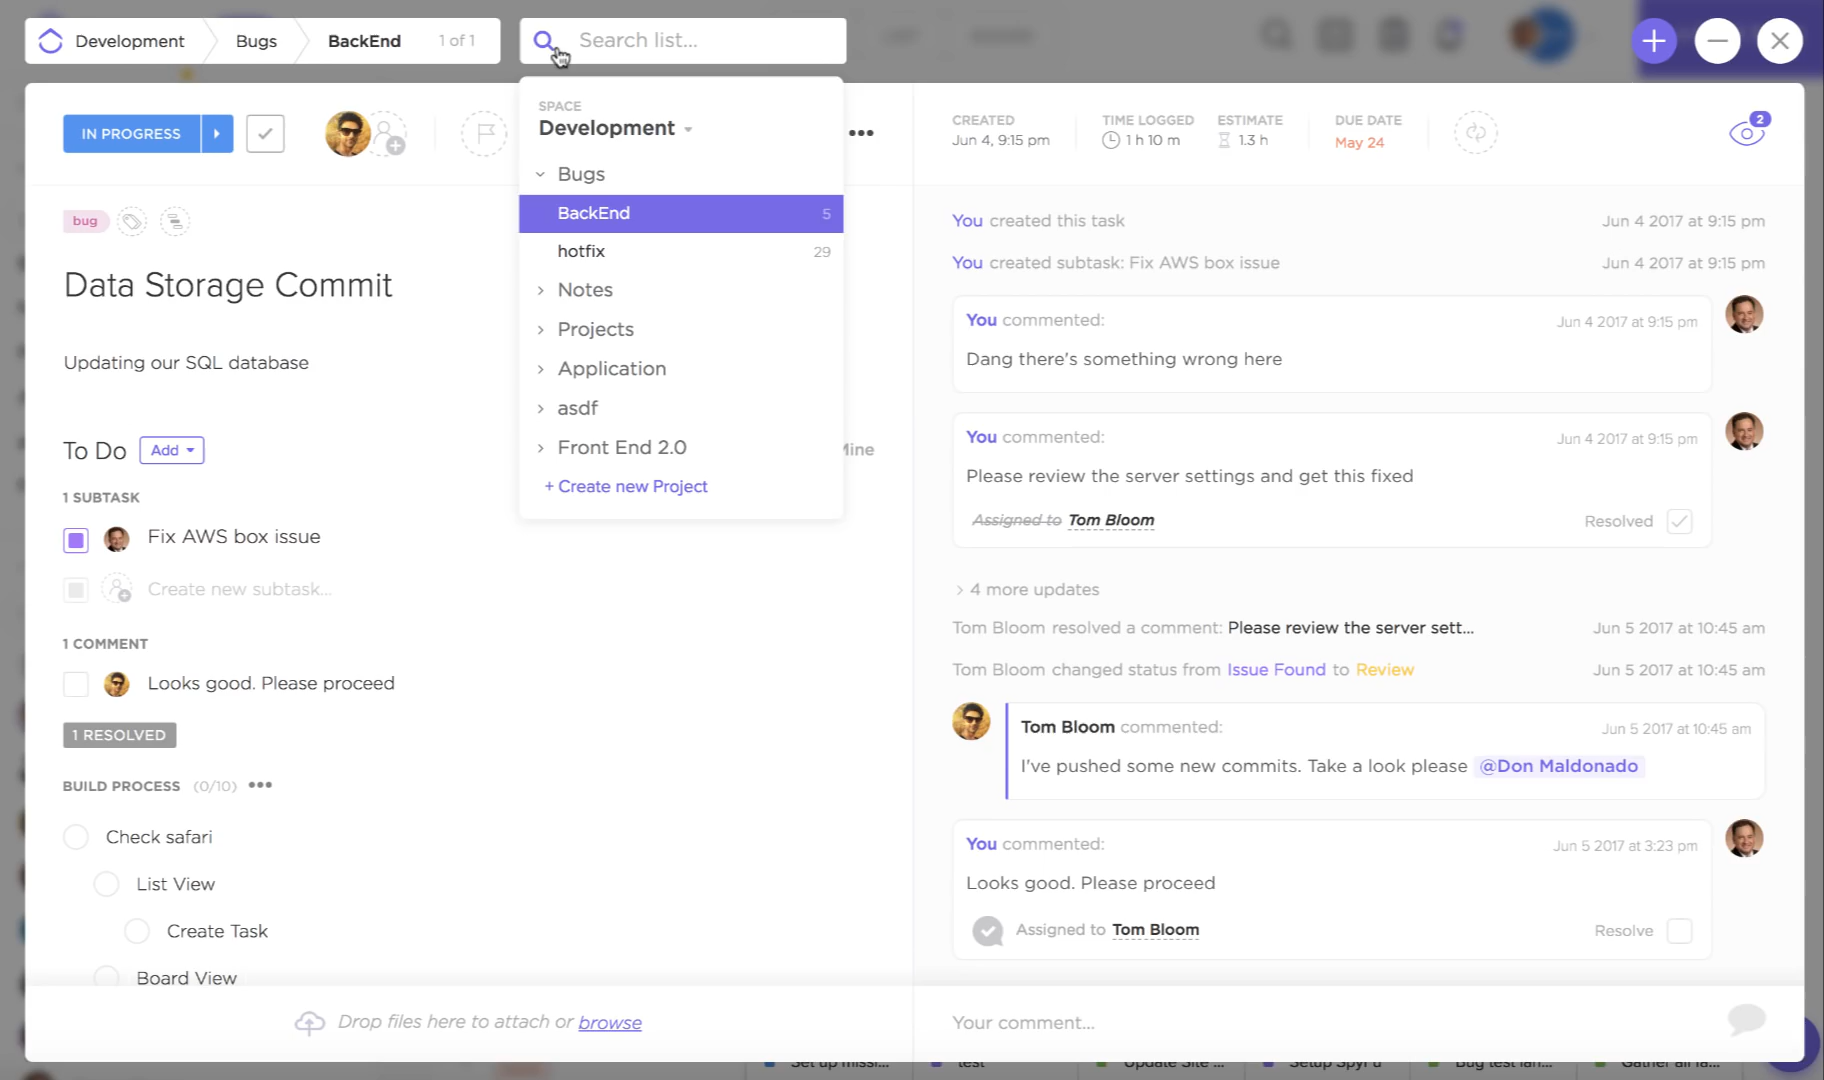 Development
Bugs
BackEnd
1 of 1
Search list...
IN PROGRESS
SPACE
Development
Bugs
BackEnd 5
hotfix 29
Notes
Projects
Application
asdf
Front End 2.0
+ Create new Project
bug
Data Storage Commit
Updating our SQL database
To Do
Add
1 SUBTASK
Fix AWS box issue
Create new subtask...
1 COMMENT
Looks good. Please proceed
1 RESOLVED
BUILD PROCESS (0/10)
Check safari
List View
Create Task
Board View
Drop files here to attach or browse
CREATED
Jun 4, 9:15 pm
TIME LOGGED
1 h 10 m
ESTIMATE
1.3 h
DUE DATE
May 24
2
You created this task Jun 4 2017 at 9:15 pm
You created subtask: Fix AWS box issue Jun 4 2017 at 9:15 pm
You commented: Jun 4 2017 at 9:15 pm
Dang there's something wrong here
You commented: Jun 4 2017 at 9:15 pm
Please review the server settings and get this fixed
Assigned to Tom Bloom Resolved
4 more updates
Tom Bloom resolved a comment: Please review the server sett... Jun 5 2017 at 10:45 am
Tom Bloom changed status from Issue Found to Review Jun 5 2017 at 10:45 am
Tom Bloom commented: Jun 5 2017 at 10:45 am
I've pushed some new commits. Take a look please @Don Maldonado
You commented: Jun 5 2017 at 3:23 pm
Looks good. Please proceed
Assigned to Tom Bloom Resolve
Your comment...